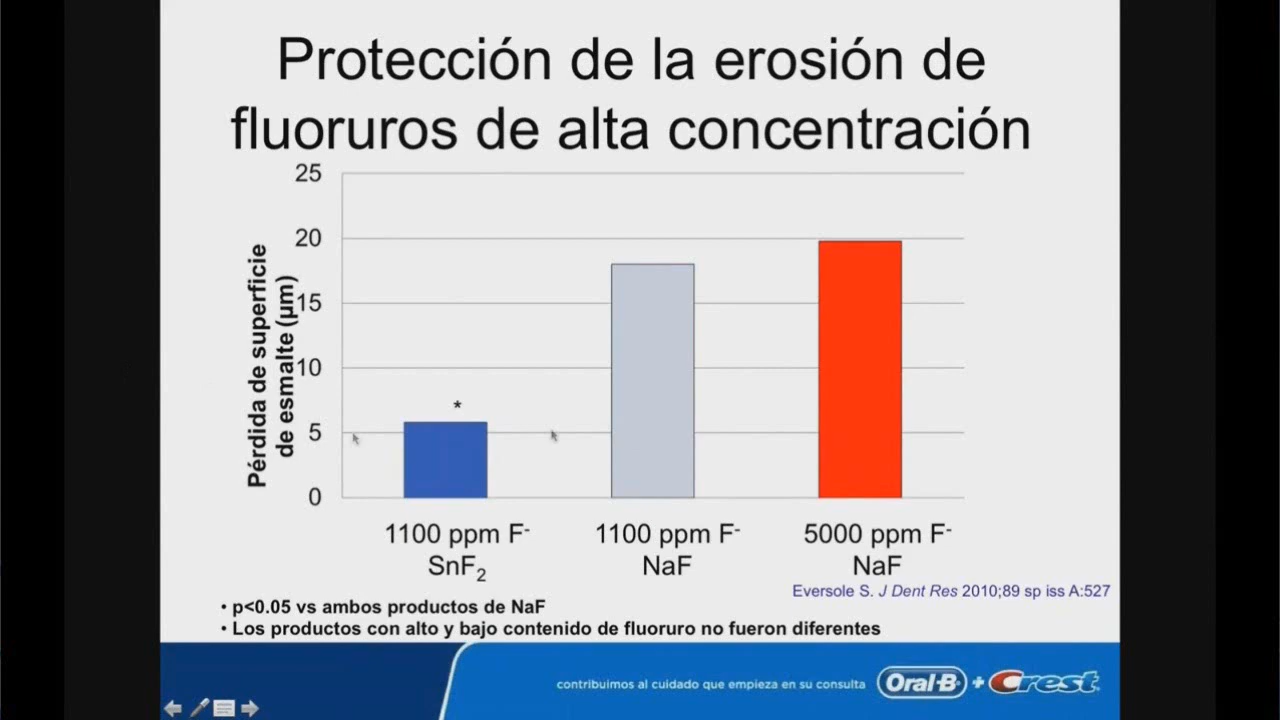 Protección de la erosión de
fluoruros de alta concentración
Pérdida de superficie
de esmalte (µm)
25
20
15
10
5
0
*
1100 ppm F-
SnF2
1100 ppm F-
NaF
5000 ppm F-
NaF
Eversole S. J Dent Res 2010;89 sp iss A:527
• p<0.05 vs ambos productos de NaF
• Los productos con alto y bajo contenido de fluoruro no fueron diferentes
contribuimos al cuidado que empieza en su consulta
Oral-B + Crest